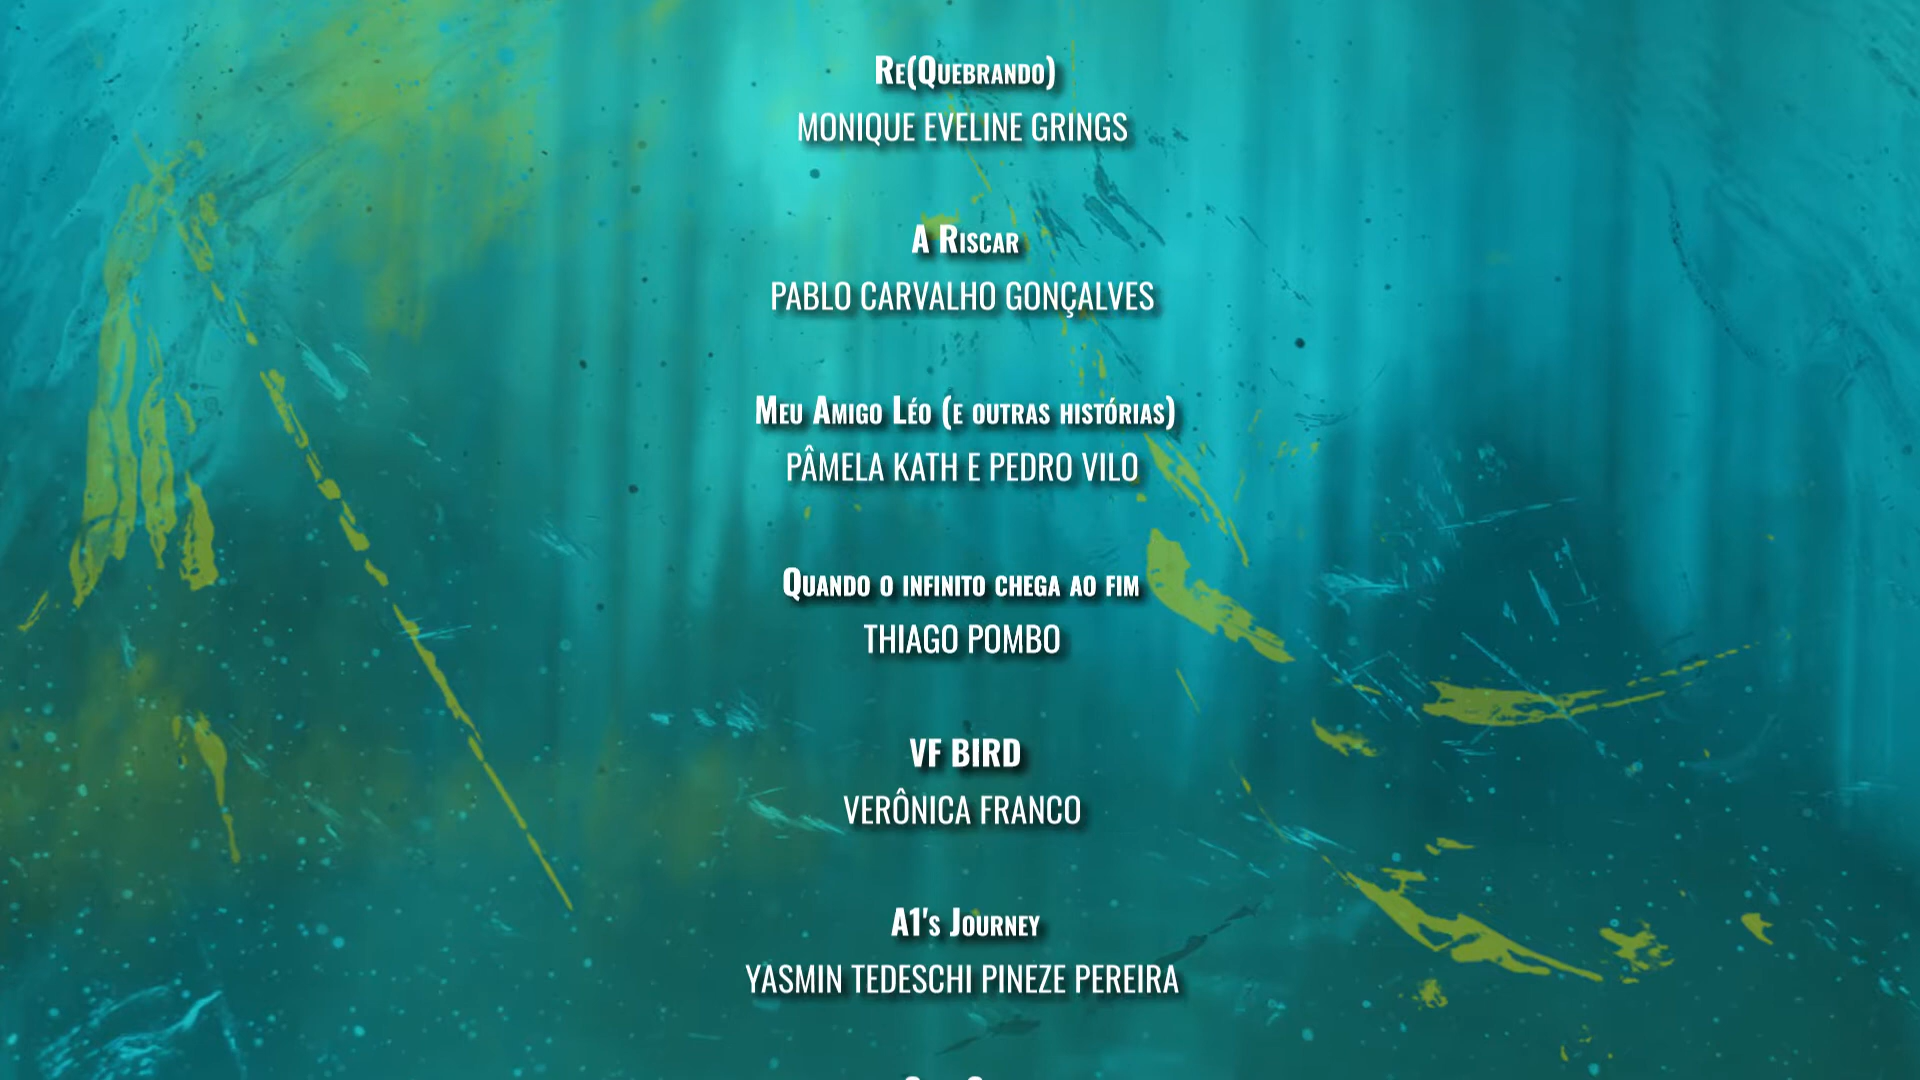 Re(Quebrando)
MONIQUE EVELINE GRINGS
A Riscar
PABLO CARVALHO GONÇALVES
Meu Amigo Léo (e outras histórias)
PÂMELA KATH E PEDRO VILO
Quando o infinito chega ao fim
THIAGO POMBO
VF BIRD
VERÔNICA FRANCO
A1's Journey
YASMIN TEDESCHI PINEZE PEREIRA